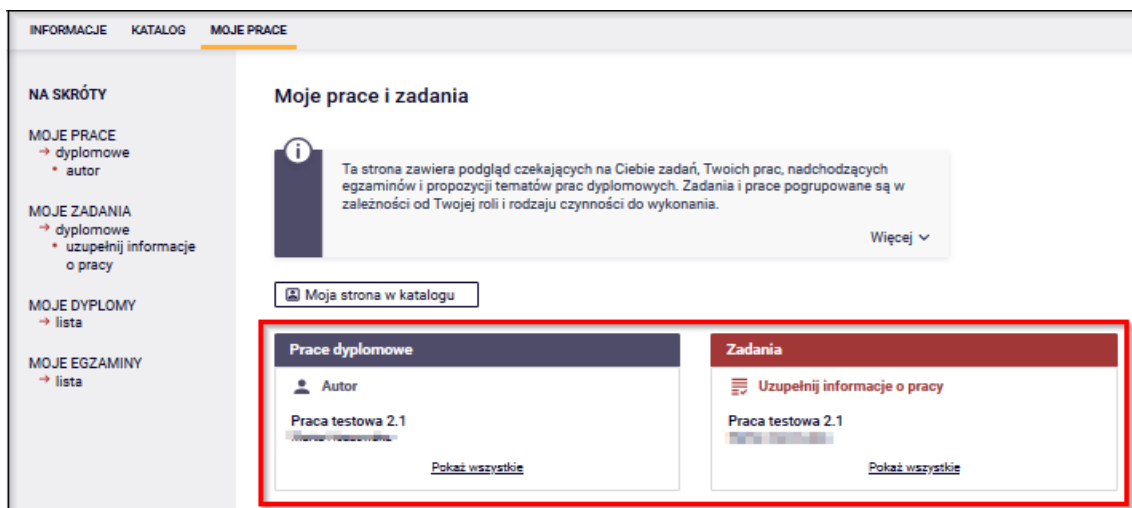 INFORMACJE KATALOG MOJE PRACE
NA SKRÓTY
MOJE PRACE
→ dyplomowe
• autor
MOJE ZADANIA
→ dyplomowe
• uzupełnij informacje
o pracy
MOJE DYPLOMY
→ lista
MOJE EGZAMINY
→ lista
Moje prace i zadania
Ta strona zawiera podgląd czekających na Ciebie zadań, Twoich prac, nadchodzących
egzaminów i propozycji tematów prac dyplomowych. Zadania i prace pogrupowane są w
zależności od Twojej roli i rodzaju czynności do wykonania.
Więcej
Moja strona w katalogu
Prace dyplomowe
Autor
Praca testowa 2.1
Pokaż wszystkie
Zadania
Uzupełnij informacje o pracy
Praca testowa 2.1
Pokaż wszystkie